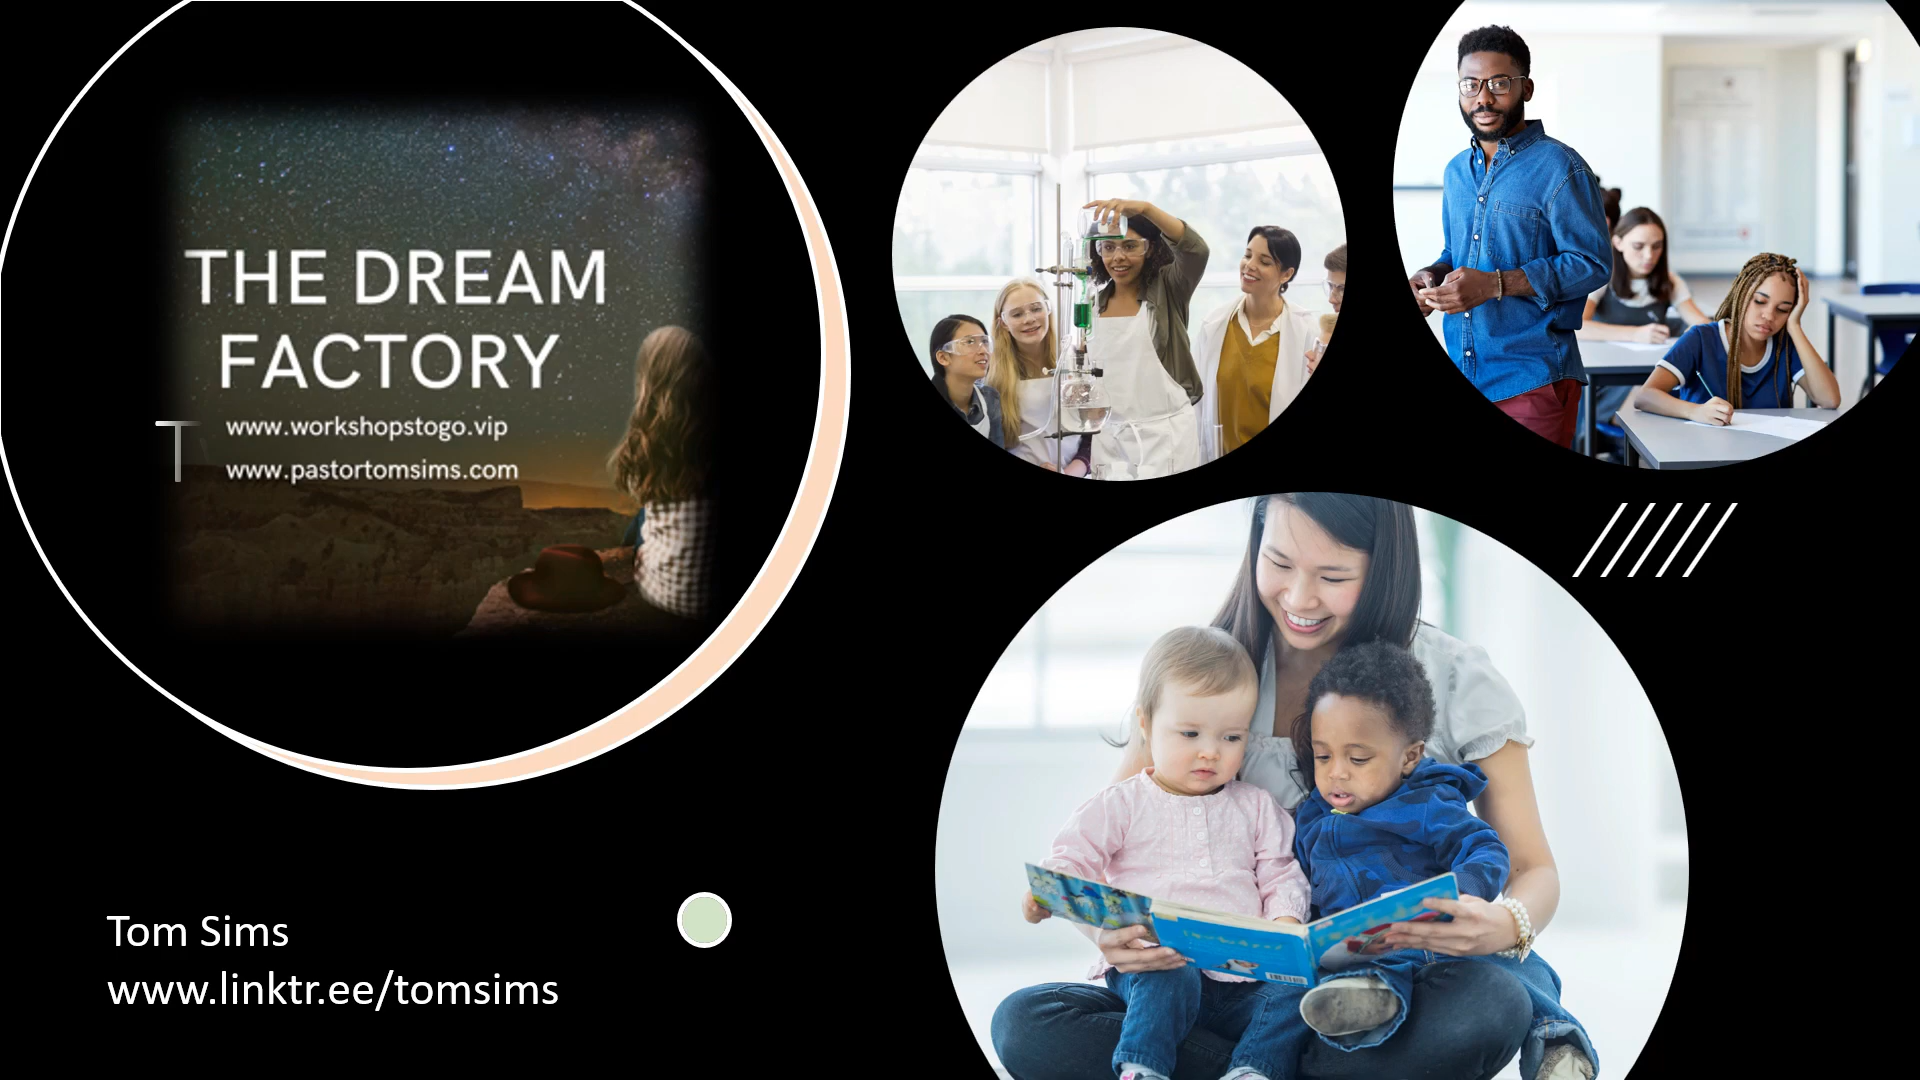 THE DREAM
FACTORY
T
www.workshopstogo.vip
www.pastortomsims.com
Tom Sims
www.linktr.ee/tomsims